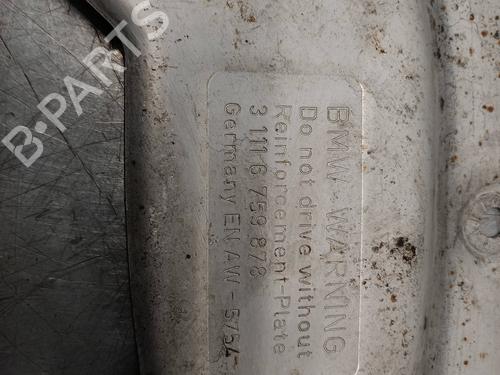 B-PARTS
BMW WARNING
Do not drive without
Reinforcement-Plate
3 1116 759 878
Germany EN AW - 5754